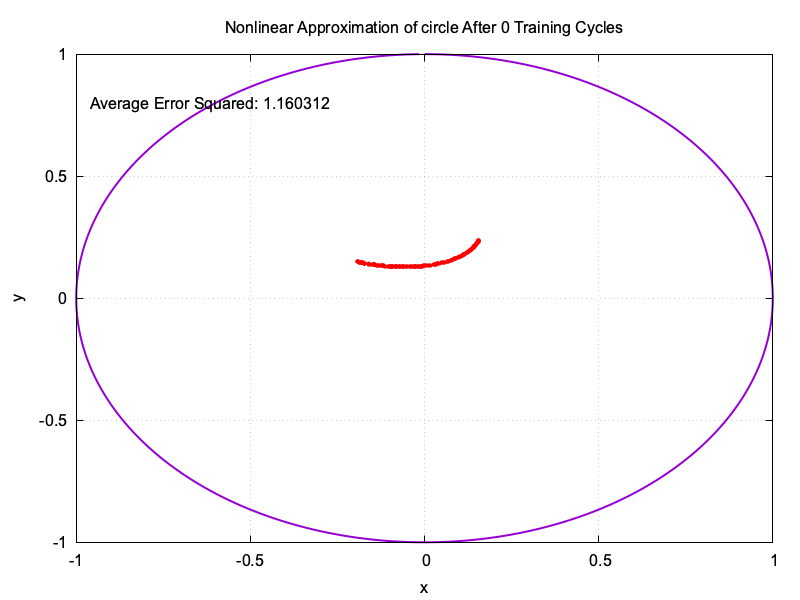 Nonlinear Approximation of circle After 0 Training Cycles
1
Average Error Squared: 1.160312
0.5
y
0
-0.5
-1
-1 -0.5 0 0.5 1
x